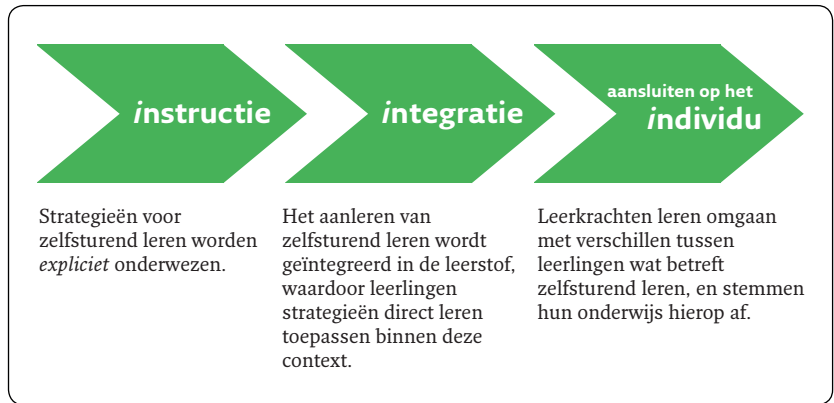 instructie
Strategieën voor
zelfsturend leren worden
expliciet onderwezen.
integratie
Het aanleren van
zelfsturend leren wordt
geïntegreerd in de leerstof,
waardoor leerlingen
strategieën direct leren
toepassen binnen deze
context.
aansluiten op het
individu
Leerkrachten leren omgaan
met verschillen tussen
leerlingen wat betreft
zelfsturend leren, en stemmen
hun onderwijs hierop af.